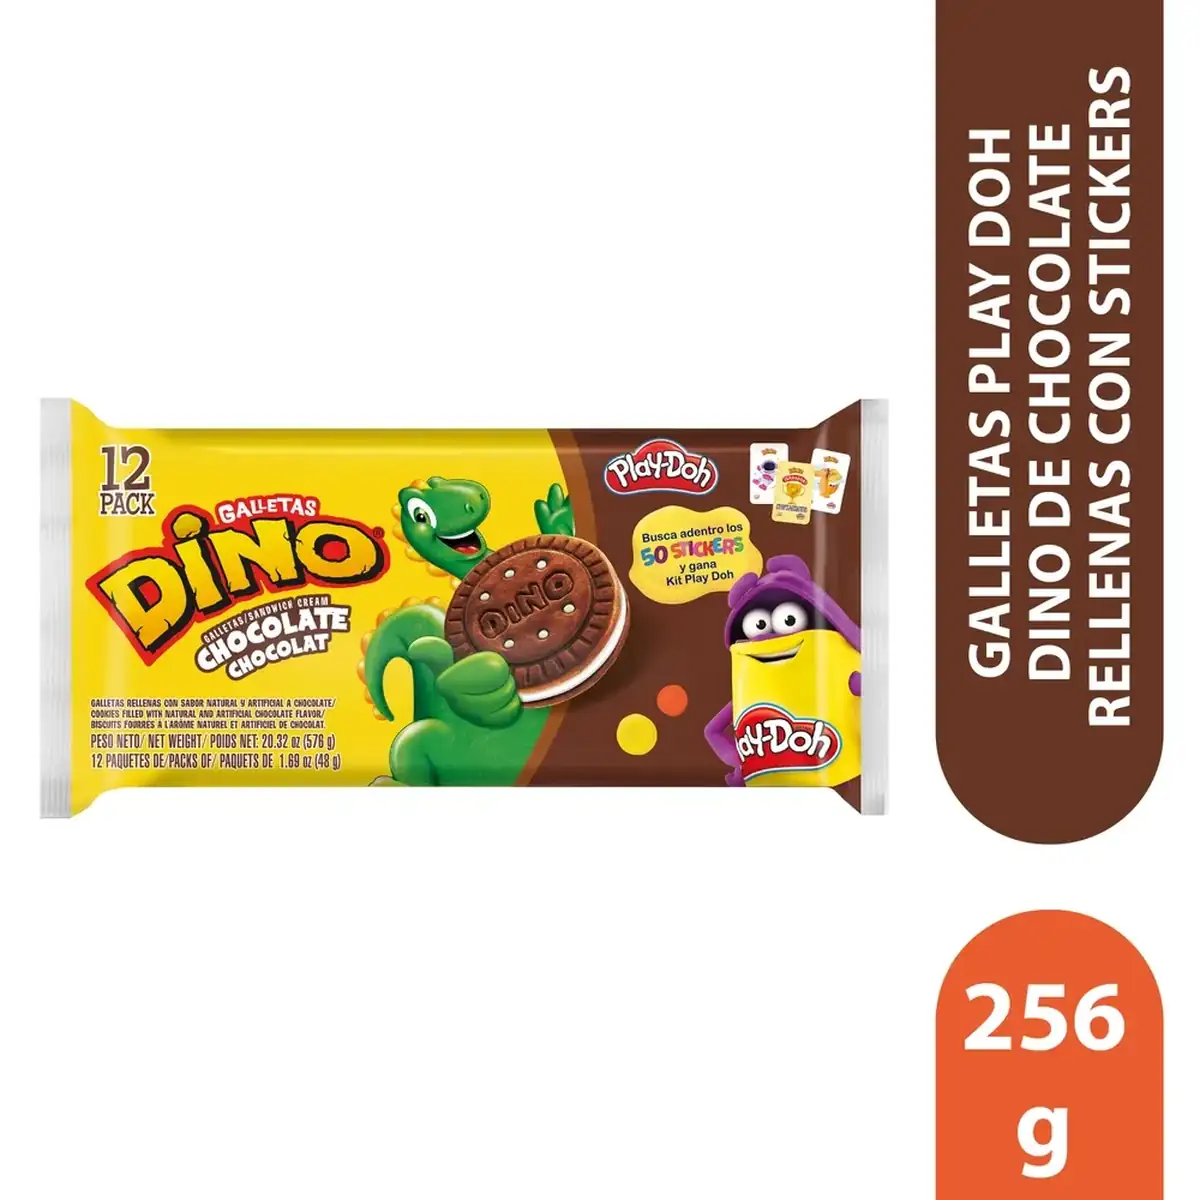 12
PACK
GALLETAS
DINO®
GALLETAS/SANDWICH CREAM
CHOCOLATE
CHOCOLAT
GALLETAS RELLENAS CON SABOR NATURAL Y ARTIFICIAL A CHOCOLATE/
COOKIES FILLED WITH NATURAL AND ARTIFICIAL CHOCOLATE FLAVOR/
BISCUITS FOURRÉS À L'ARÔME NATUREL ET ARTIFICIEL DE CHOCOLAT.
PESO NETO/ NET WEIGHT/ POIDS NET: 20.32 oz (576 g)
12 PAQUETES DE/PACKS OF/ PAQUETS DE 1.69 oz (48 g)
DINO
Play-Doh
Busca adentro los
50 STICKERS
y gana
Kit Play Doh
ay-Doh
GALLETAS PLAY DOH
DINO DE CHOCOLATE
RELLENAS CON STICKERS
256
g